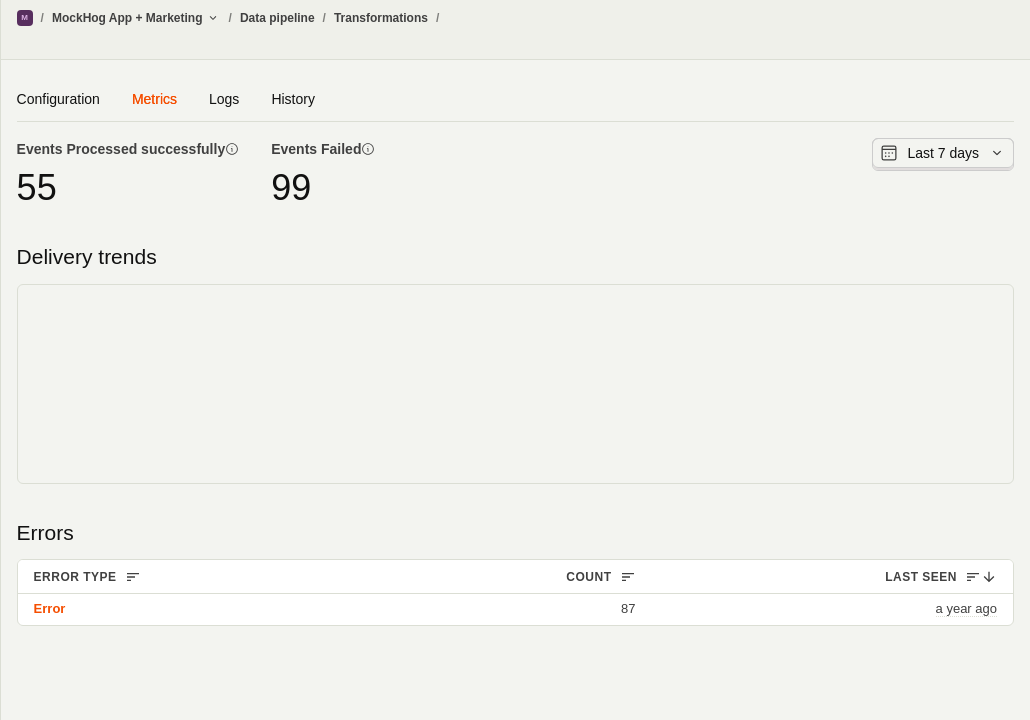 M / MockHog App + Marketing / Data pipeline / Transformations /
Configuration Metrics Logs History
Events Processed successfully Events Failed Last 7 days
55 99
Delivery trends
Errors
ERROR TYPE COUNT LAST SEEN
Error 87 a year ago